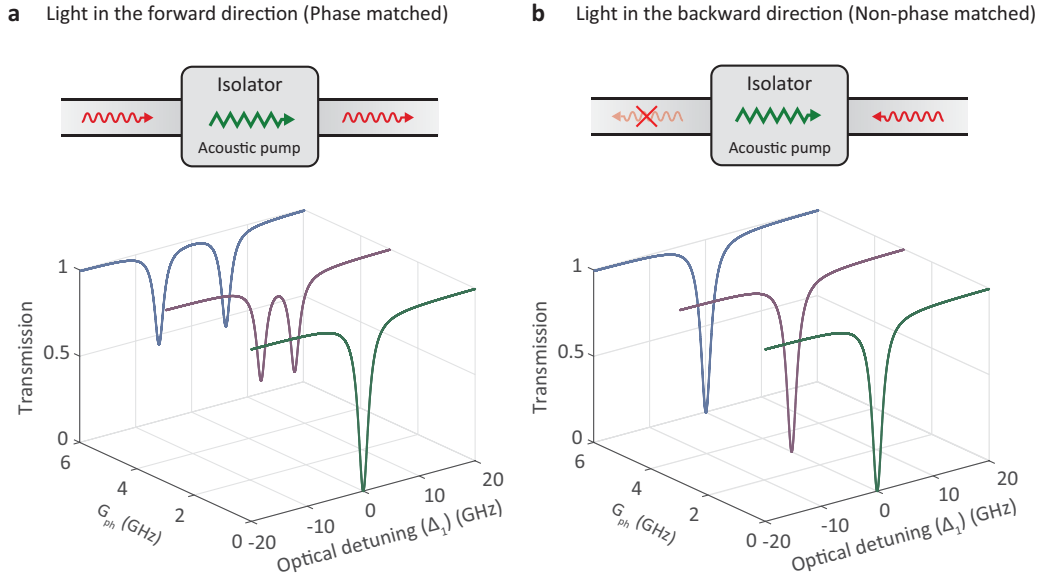 a Light in the forward direction (Phase matched)
Isolator
Acoustic pump
1
0.5
0
Transmission
6
4
2
0
G_ph (GHz)
-20
-10
0
10
20
Optical detuning (Δ_1) (GHz)
b Light in the backward direction (Non-phase matched)
Isolator
Acoustic pump
1
0.5
0
Transmission
6
4
2
0
G_ph (GHz)
-20
-10
0
10
20
Optical detuning (Δ_1) (GHz)